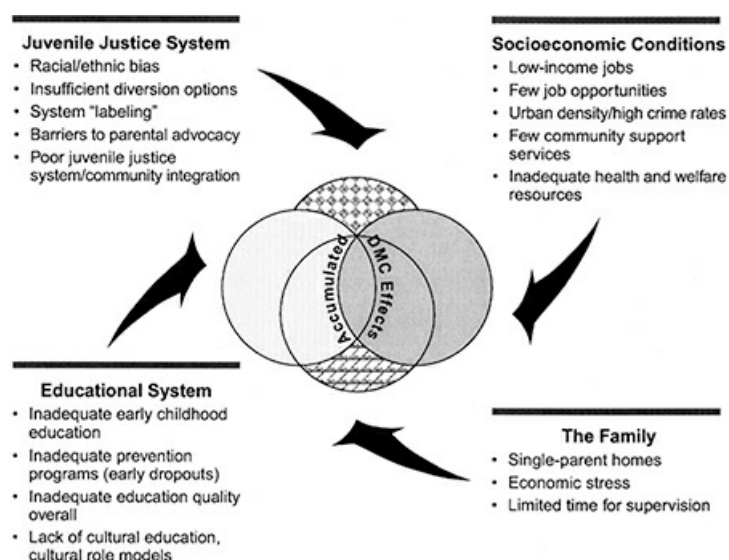 Juvenile Justice System
• Racial/ethnic bias
• Insufficient diversion options
• System “labeling”
• Barriers to parental advocacy
• Poor juvenile justice
system/community integration
Socioeconomic Conditions
• Low-income jobs
• Few job opportunities
• Urban density/high crime rates
• Few community support
services
• Inadequate health and welfare
resources
Accumulated
DMC Effects
Educational System
• Inadequate early childhood
education
• Inadequate prevention
programs (early dropouts)
• Inadequate education quality
overall
• Lack of cultural education,
cultural role models
The Family
• Single-parent homes
• Economic stress
• Limited time for supervision